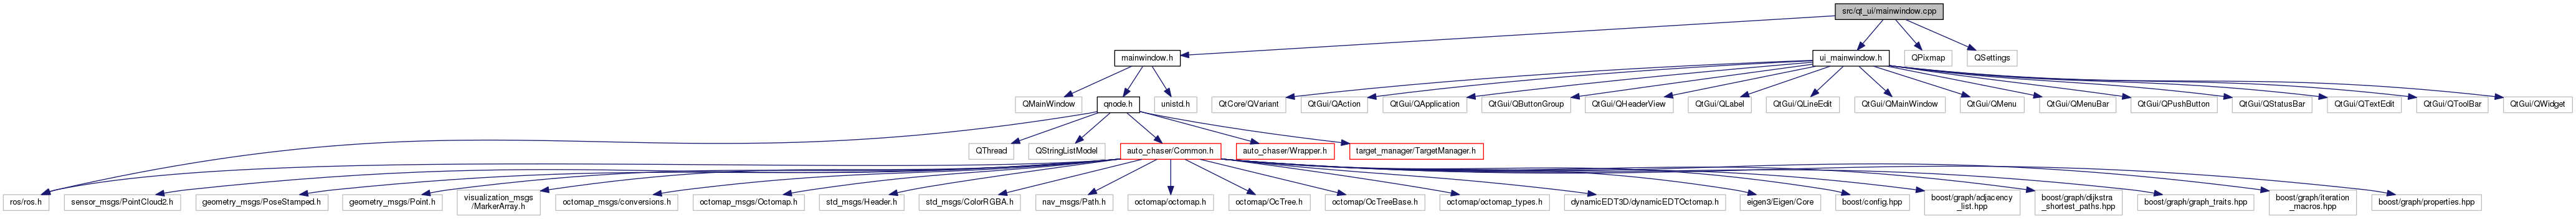 src/qt_ui/mainwindow.cpp
mainwindow.h
ui_mainwindow.h
QPixmap
QSettings
QMainWindow
qnode.h
unistd.h
QtCore/QVariant
QtGui/QAction
QtGui/QApplication
QtGui/QButtonGroup
QtGui/QHeaderView
QtGui/QLabel
QtGui/QLineEdit
QtGui/QMainWindow
QtGui/QMenu
QtGui/QMenuBar
QtGui/QPushButton
QtGui/QStatusBar
QtGui/QTextEdit
QtGui/QToolBar
QtGui/QWidget
QThread
QStringListModel
auto_chaser/Common.h
auto_chaser/Wrapper.h
target_manager/TargetManager.h
ros/ros.h
sensor_msgs/PointCloud2.h
geometry_msgs/PoseStamped.h
geometry_msgs/Point.h
visualization_msgs
/MarkerArray.h
octomap_msgs/conversions.h
octomap_msgs/Octomap.h
std_msgs/Header.h
std_msgs/ColorRGBA.h
nav_msgs/Path.h
octomap/octomap.h
octomap/OcTree.h
octomap/OcTreeBase.h
octomap/octomap_types.h
dynamicEDT3D/dynamicEDTOctomap.h
eigen3/Eigen/Core
boost/config.hpp
boost/graph/adjacency
_list.hpp
boost/graph/dijkstra
_shortest_paths.hpp
boost/graph/graph_traits.hpp
boost/graph/iteration
_macros.hpp
boost/graph/properties.hpp